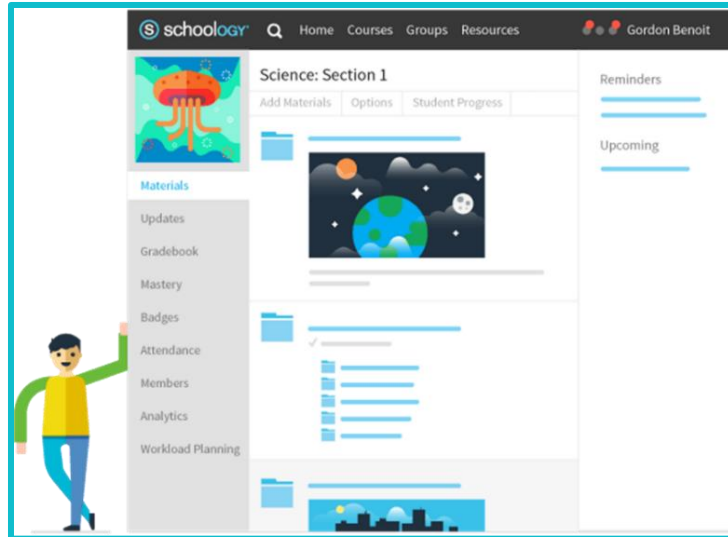 S schoology Home Courses Groups Resources Gordon Benoit
Science: Section 1
Add Materials Options Student Progress
Reminders
Upcoming
Materials
Updates
Gradebook
Mastery
Badges
Attendance
Members
Analytics
Workload Planning